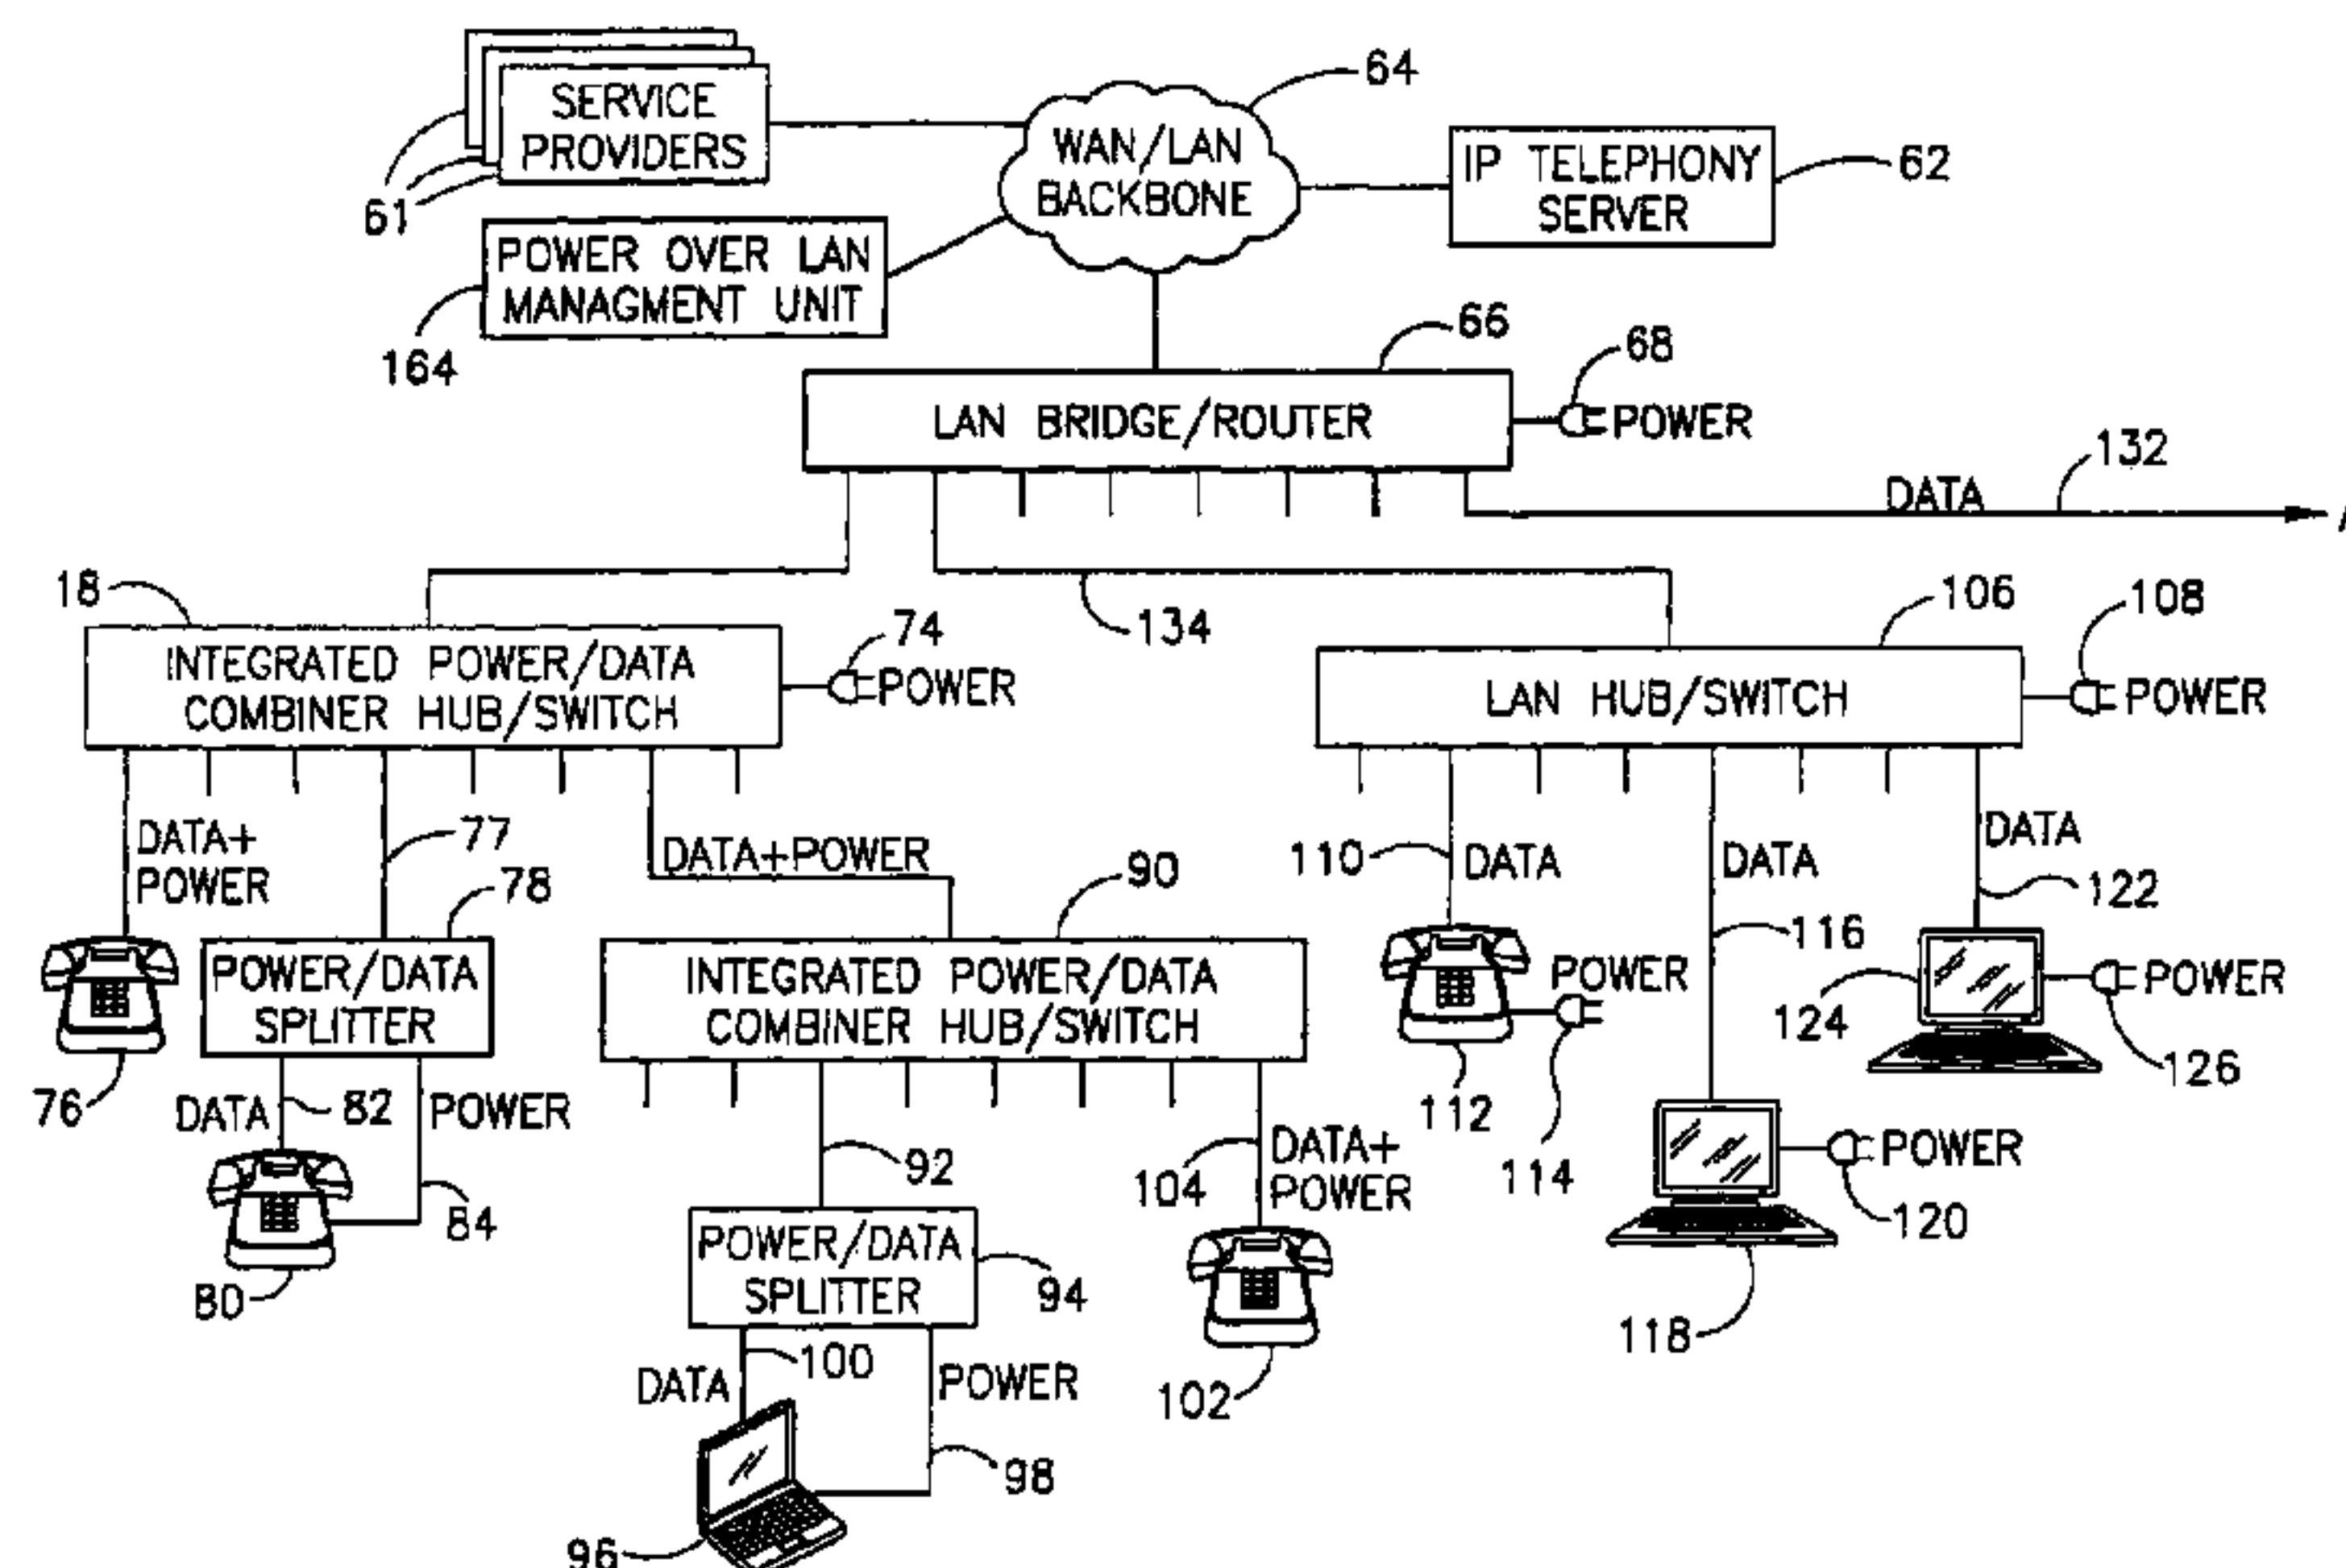 SERVICE
PROVIDERS
61
64
WAN/LAN
BACKBONE
IP TELEPHONY
SERVER
62
POWER OVER LAN
MANAGMENT UNIT
164
66
68
LAN BRIDGE/ROUTER
POWER
132
DATA
18
INTEGRATED POWER/DATA
COMBINER HUB/SWITCH
74
POWER
134
106
108
LAN HUB/SWITCH
POWER
DATA+
POWER
77
78
DATA+POWER
90
110
DATA
DATA
DATA
122
116
76
POWER/DATA
SPLITTER
INTEGRATED POWER/DATA
COMBINER HUB/SWITCH
POWER
112
114
124
POWER
126
DATA
82
POWER
84
80
92
104
DATA+
POWER
POWER
120
118
POWER/DATA
SPLITTER
94
102
DATA
100
POWER
98
96